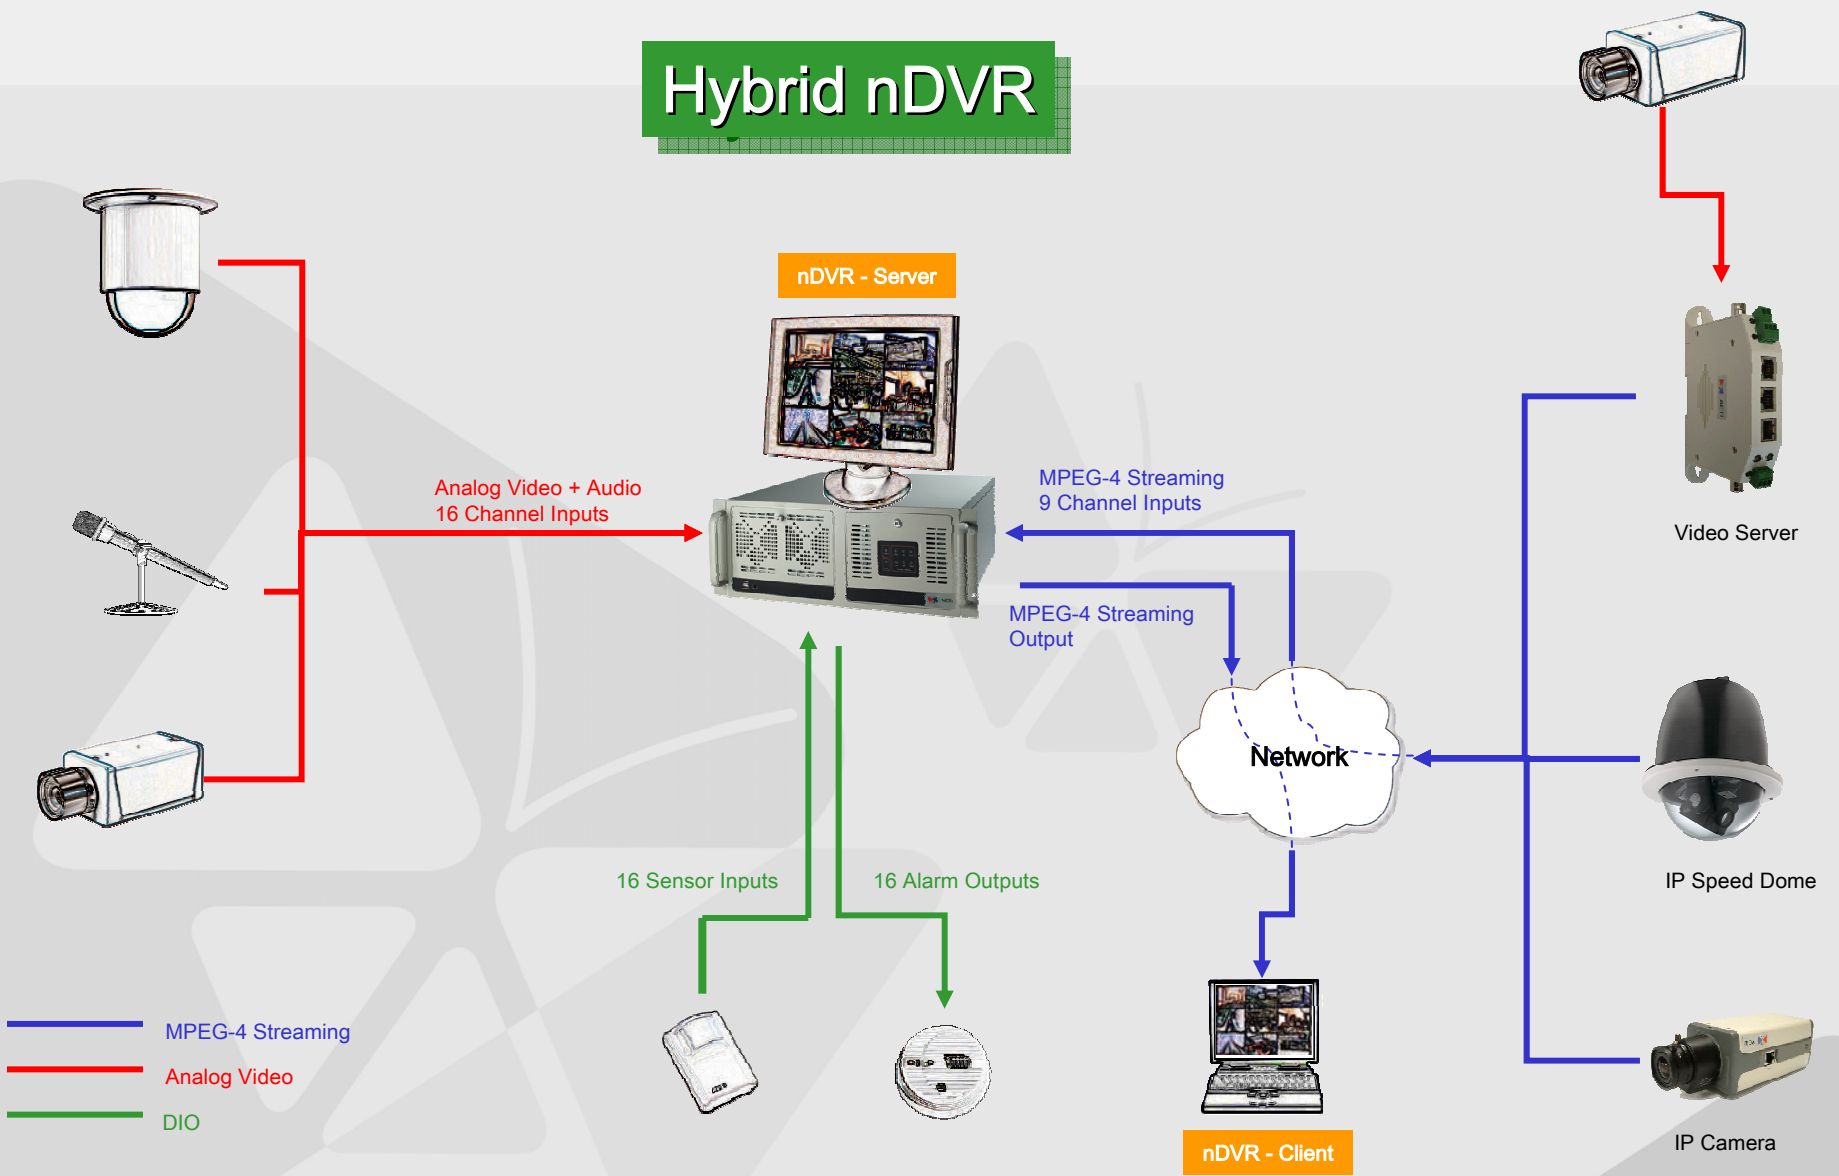 Hybrid nDVR
nDVR - Server
Analog Video + Audio
16 Channel Inputs
MPEG-4 Streaming
9 Channel Inputs
MPEG-4 Streaming
Output
Video Server
Network
16 Sensor Inputs
16 Alarm Outputs
IP Speed Dome
MPEG-4 Streaming
Analog Video
DIO
nDVR - Client
IP Camera